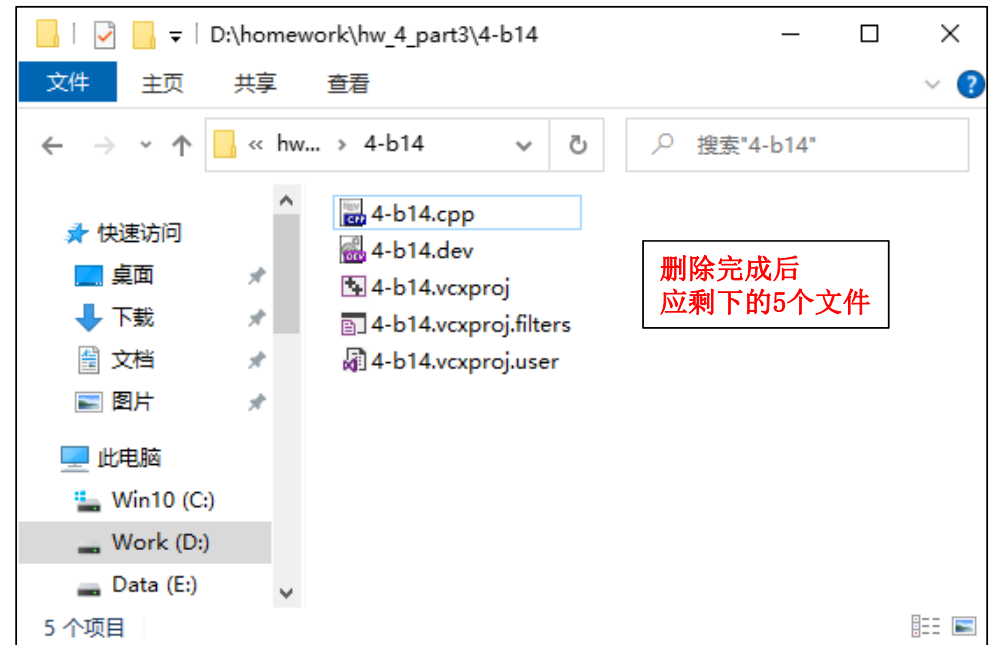 D:\homework\hw_4_part3\4-b14
文件 主页 共享 查看
« hw... › 4-b14
搜索"4-b14"
快速访问
桌面
下载
文档
图片
此电脑
Win10 (C:)
Work (D:)
Data (E:)
4-b14.cpp
4-b14.dev
4-b14.vcxproj
4-b14.vcxproj.filters
4-b14.vcxproj.user
删除完成后
应剩下的5个文件
5 个项目